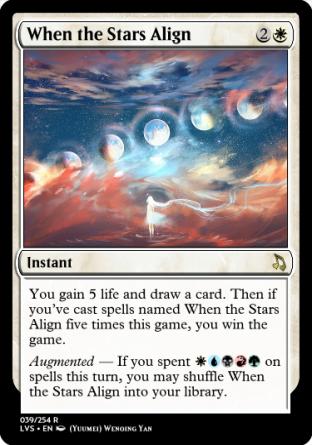 When the Stars Align 2
Instant
You gain 5 life and draw a card. Then if
you've cast spells named When the Stars
Align five times this game, you win the
game.
Augmented — If you spent on
spells this turn, you may shuffle When
the Stars Align into your library.
039/254 R
LVS • EN (Yuumei) Wenqing Yan